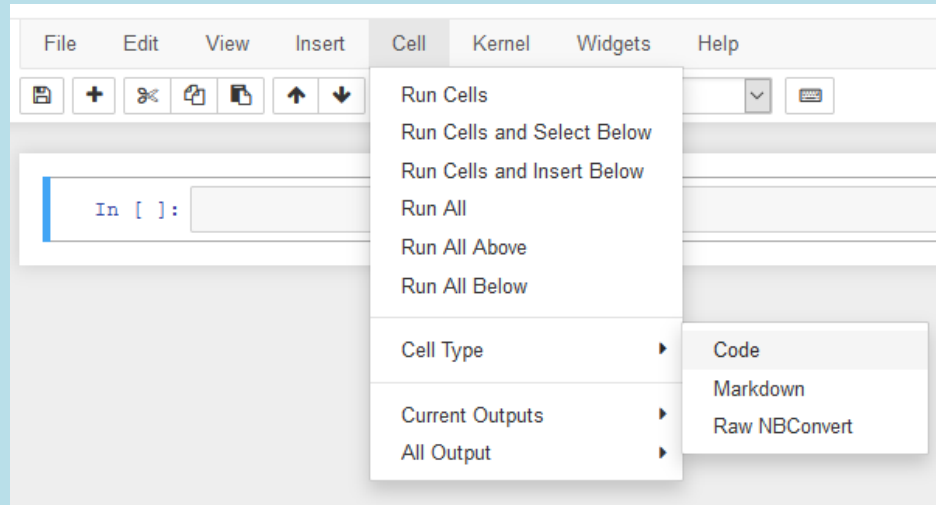 File Edit View Insert Cell Kernel Widgets Help
Run Cells
Run Cells and Select Below
Run Cells and Insert Below
Run All
Run All Above
Run All Below
Cell Type
Code
Markdown
Raw NBConvert
Current Outputs
All Output
In [ ]: